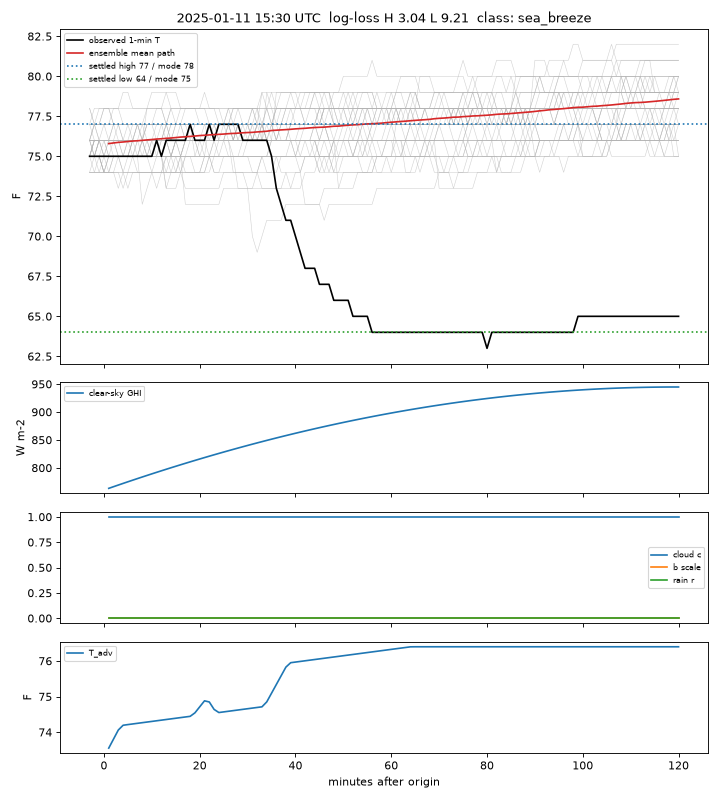 2025-01-11 15:30 UTC  log-loss H 3.04 L 9.21  class: sea_breeze
observed 1-min T
ensemble mean path
settled high 77 / mode 78
settled low 64 / mode 75
82.5
80.0
77.5
75.0
72.5
70.0
67.5
65.0
62.5
F
clear-sky GHI
950
900
850
800
W m-2
1.00
0.75
0.50
0.25
0.00
cloud c
b scale
rain r
T_adv
76
75
74
F
0
20
40
60
80
100
120
minutes after origin